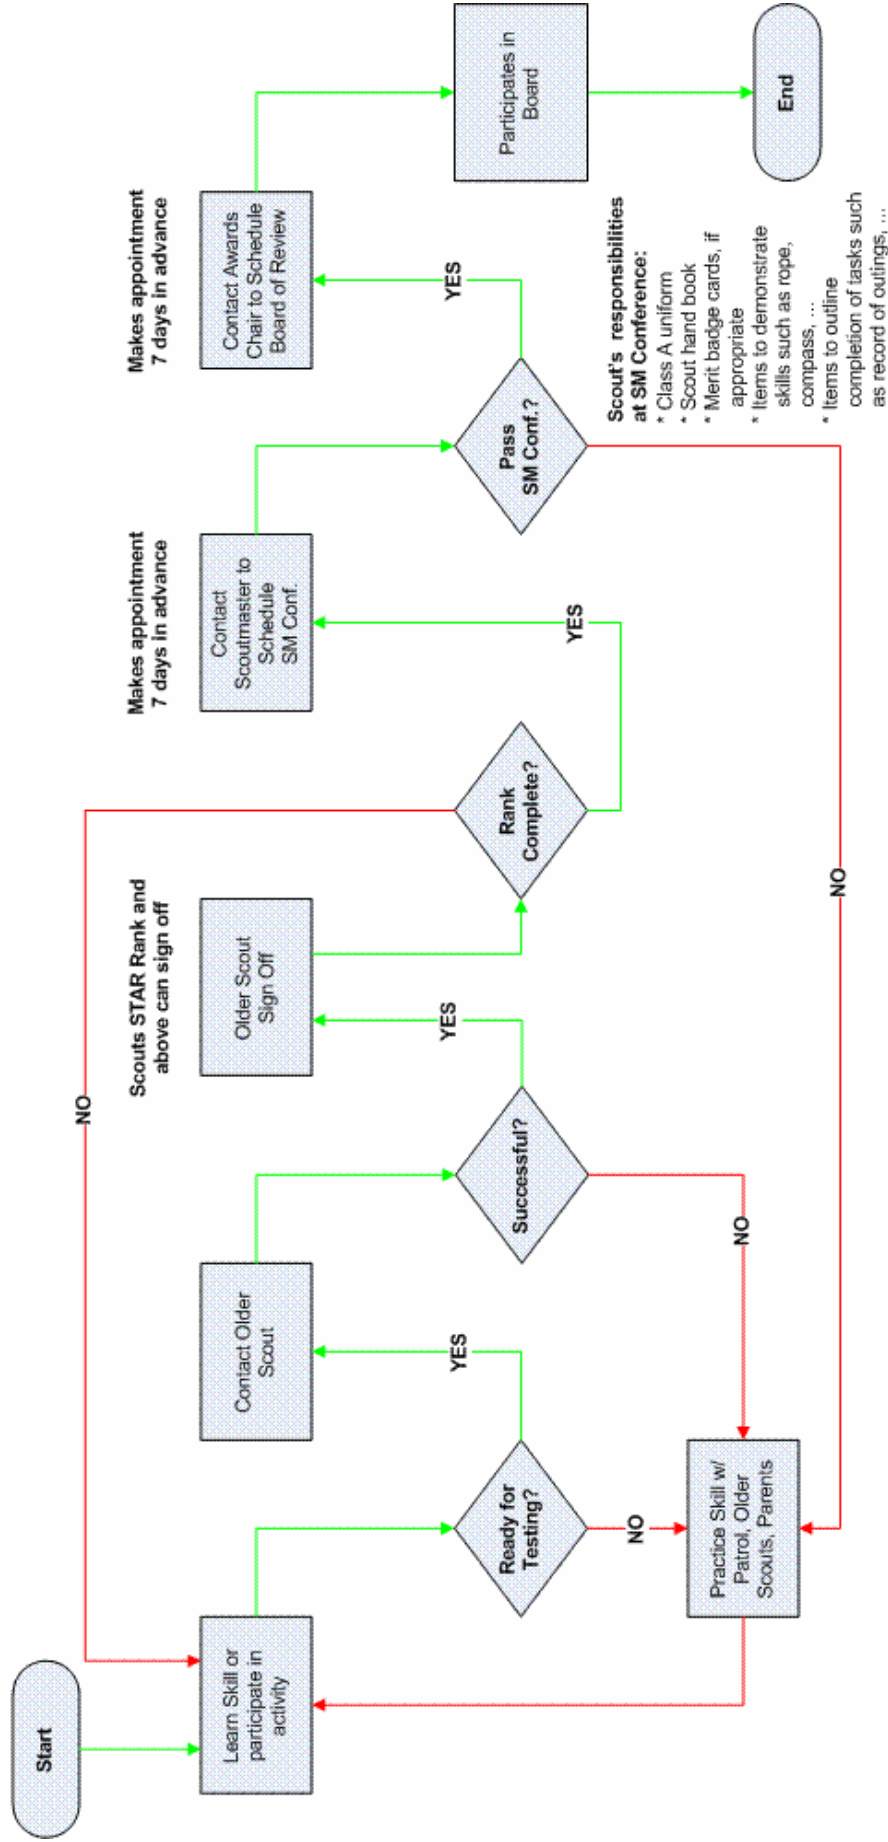 Start
Learn Skill or
participate in
activity
Ready for
Testing?
NO
YES
Practice Skill w/
Patrol, Older
Scouts, Parents
Contact Older
Scout
Successful?
NO
YES
Scouts STAR Rank and
above can sign off
Older Scout
Sign Off
Rank
Complete?
NO
YES
Makes appointment
7 days in advance
Contact
Scoutmaster to
Schedule
SM Conf.
Pass
SM Conf.?
NO
YES
Makes appointment
7 days in advance
Contact Awards
Chair to Schedule
Board of Review
Participates in
Board
End
Scout's responsibilities
at SM Conference:
* Class A uniform
* Scout hand book
* Merit badge cards, if
appropriate
* Items to demonstrate
skills such as rope,
compass, ...
* Items to outline
completion of tasks such
as record of outings, ...